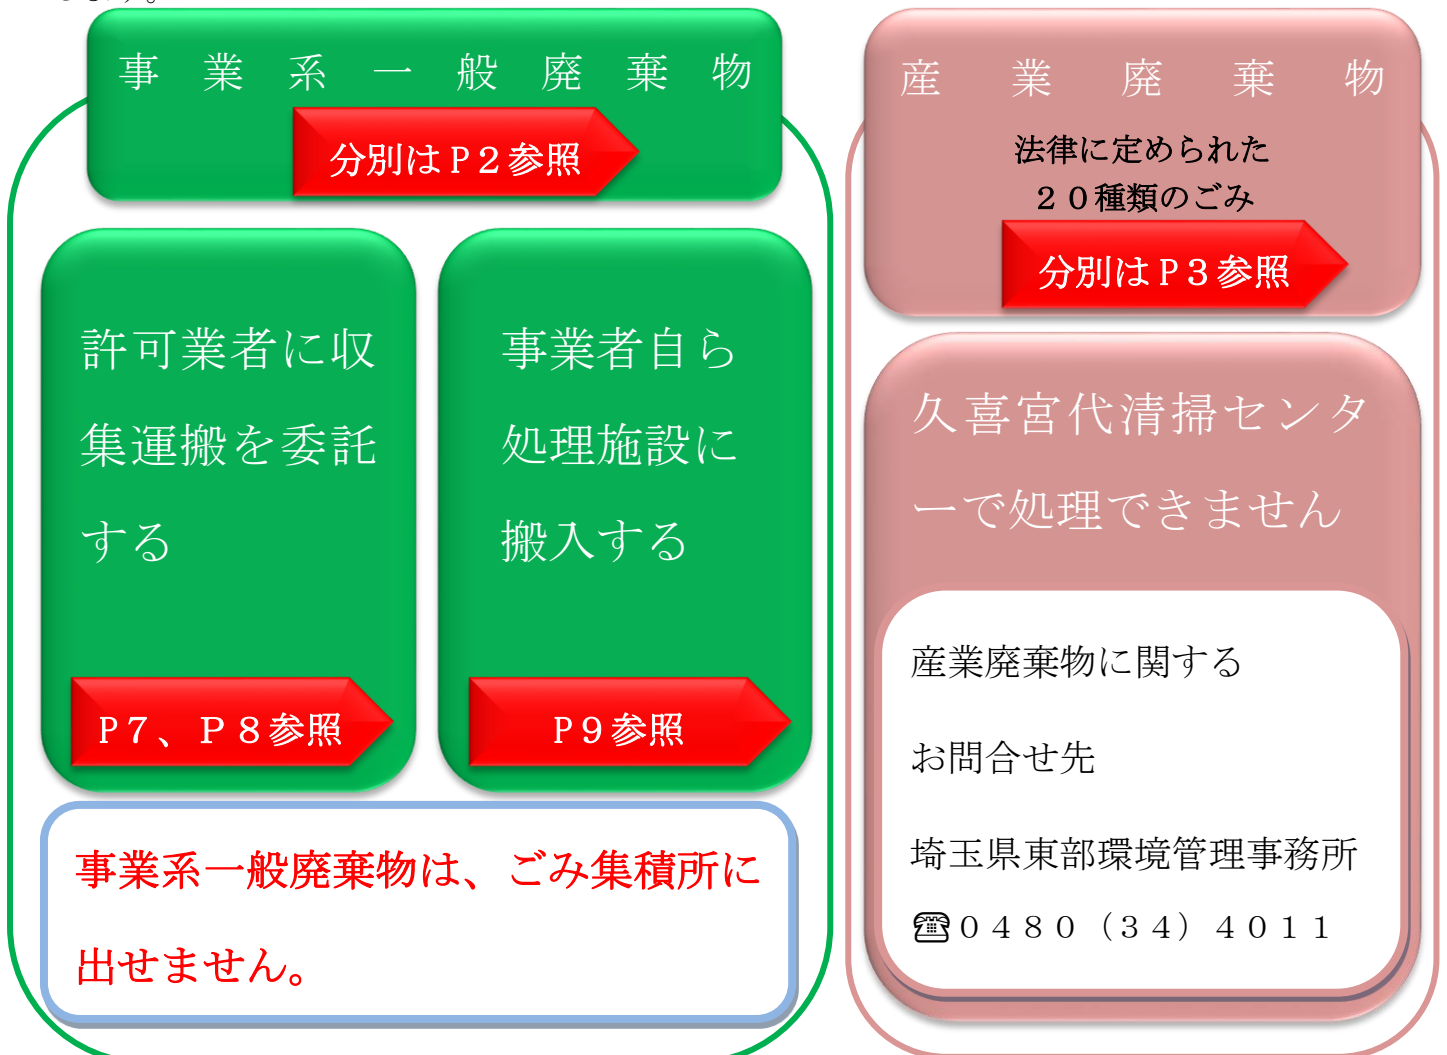 事業系一般廃棄物
分別はP２参照
許可業者に収
集運搬を委託
する
P７、P８参照
事業者自ら
処理施設に
搬入する
P９参照
事業系一般廃棄物は、ごみ集積所に
出せません。
産業廃棄物
法律に定められた
２０種類のごみ
分別はP３参照
久喜宮代清掃センタ
ーで処理できません
産業廃棄物に関する
お問合せ先
埼玉県東部環境管理事務所
☎０４８０（３４）４０１１